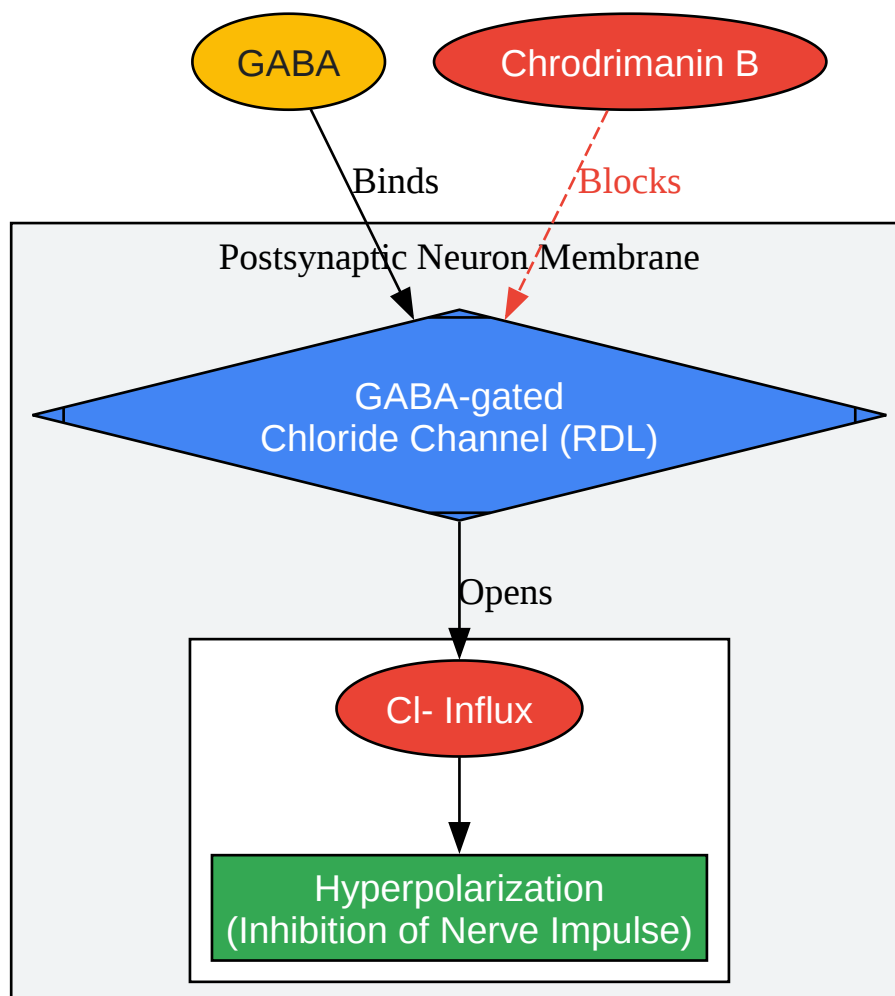 GABA
Chrodrimanin B
Binds
Blocks
Postsynaptic Neuron Membrane
GABA-gated
Chloride Channel (RDL)
Opens
Cl- Influx
Hyperpolarization
(Inhibition of Nerve Impulse)